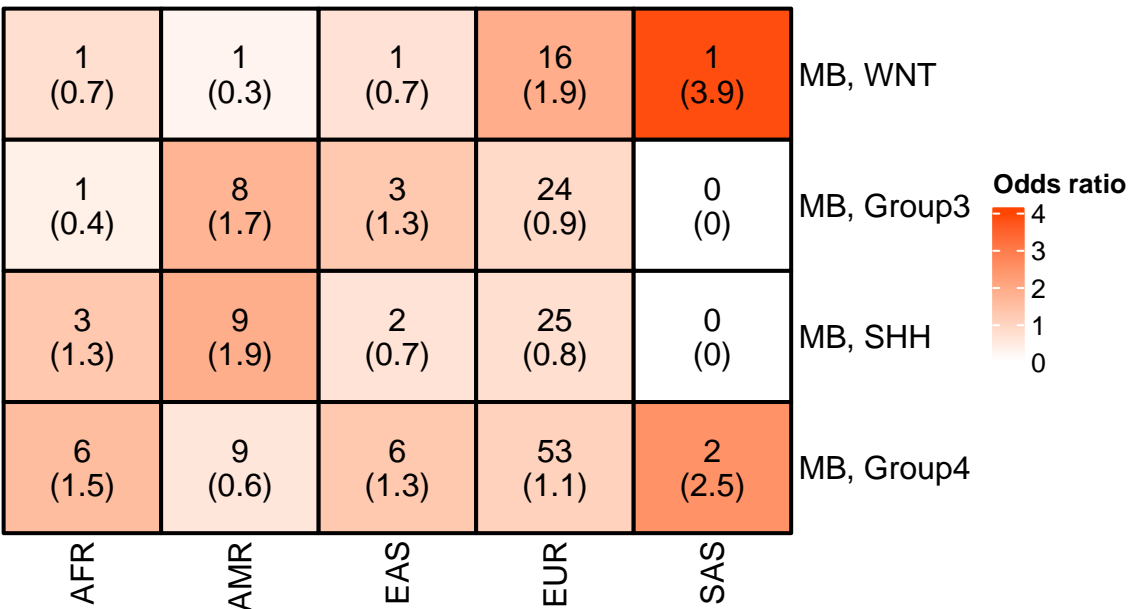 1 1 1 16 1
(0.7) (0.3) (0.7) (1.9) (3.9)
MB, WNT
1 8 3 24 0
(0.4) (1.7) (1.3) (0.9) (0)
MB, Group3
3 9 2 25 0
(1.3) (1.9) (0.7) (0.8) (0)
MB, SHH
6 9 6 53 2
(1.5) (0.6) (1.3) (1.1) (2.5)
MB, Group4
AFR AMR EAS EUR SAS
Odds ratio
4
3
2
1
0